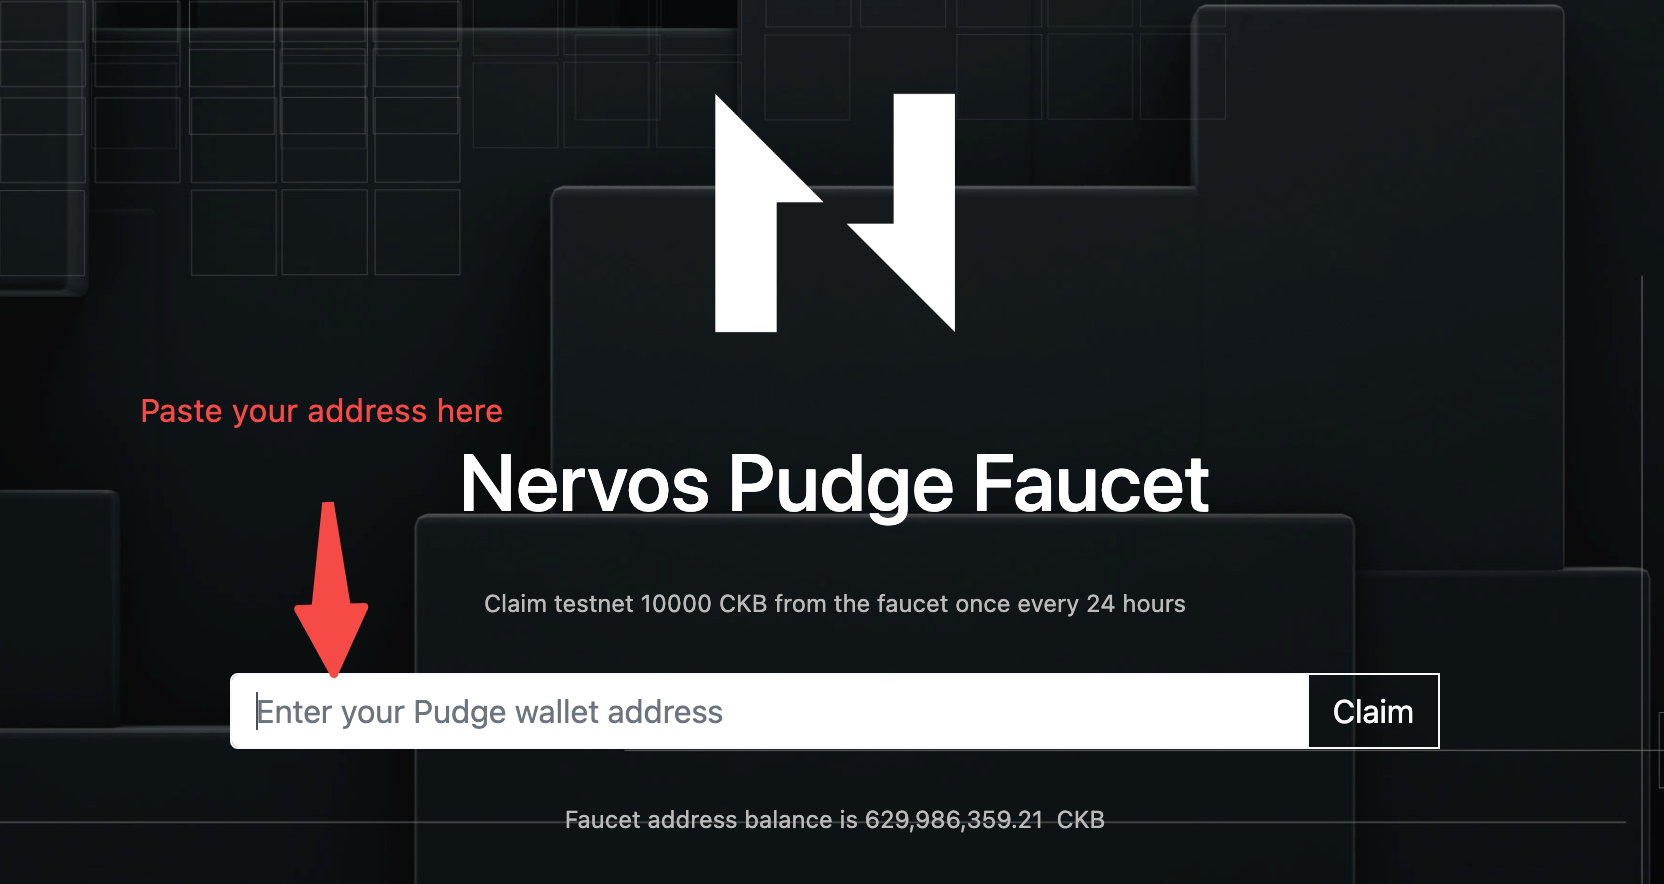 Paste your address here
Nervos Pudge Faucet
Claim testnet 10000 CKB from the faucet once every 24 hours
Enter your Pudge wallet address
Claim
Faucet address balance is 629,986,359.21 CKB